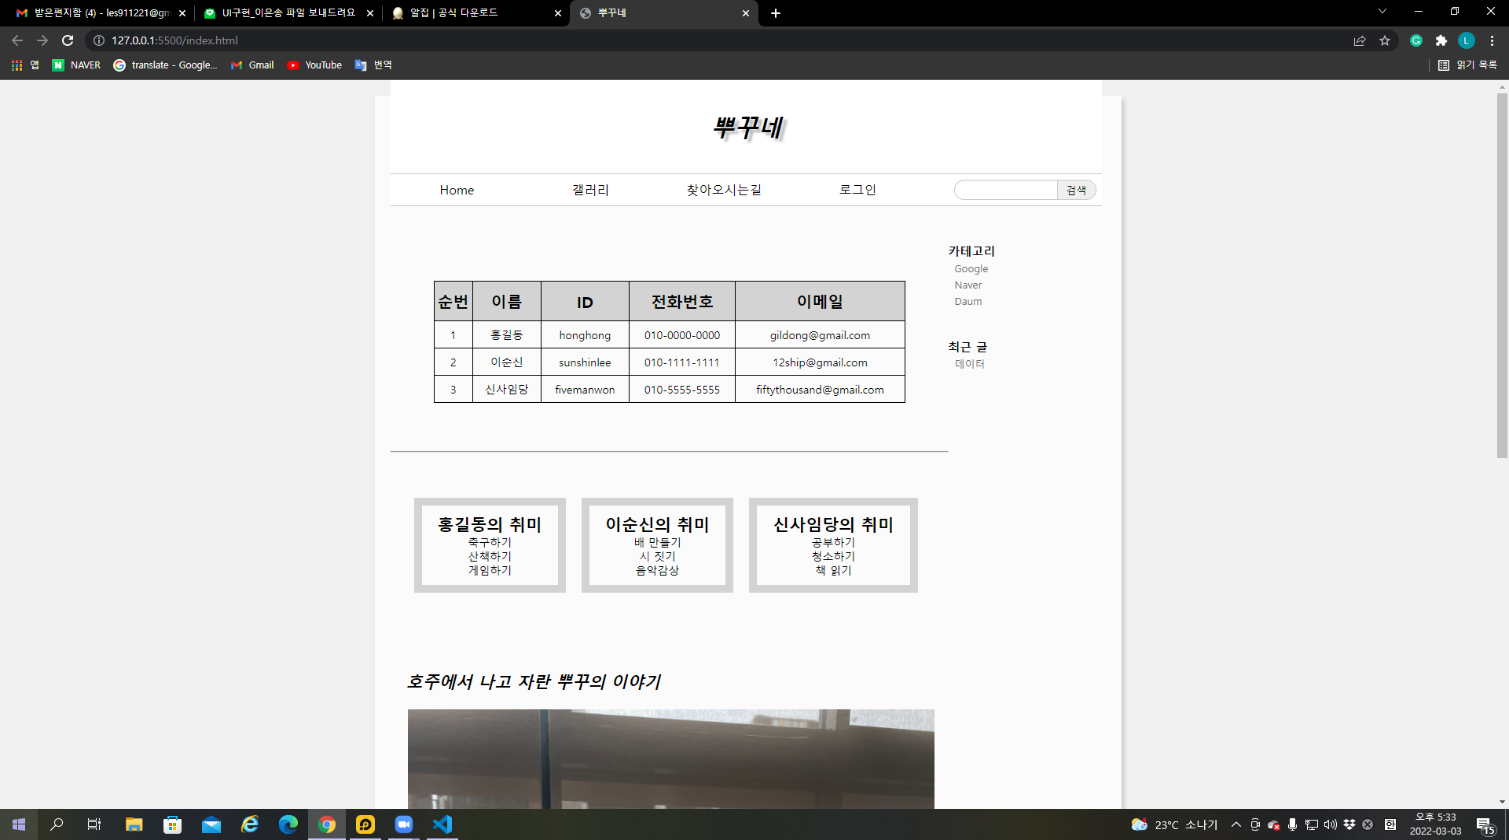 받은편지함 (4) - les911221@gm
UI구현_이은송 파일 보내드려요
알집 | 공식 다운로드
뿌꾸네
127.0.0.1:5500/index.html
앱
NAVER
translate - Google...
Gmail
YouTube
번역
읽기 목록
뿌꾸네
Home 갤러리 찾아오시는길 로그인 검색
순번 이름 ID 전화번호 이메일
1 홍길동 honghong 010-0000-0000 gildong@gmail.com
2 이순신 sunshinlee 010-1111-1111 12ship@gmail.com
3 신사임당 fivemanwon 010-5555-5555 fiftythousand@gmail.com
카테고리
Google
Naver
Daum
최근 글
데이터
홍길동의 취미
축구하기
산책하기
게임하기
이순신의 취미
배 만들기
시 짓기
음악감상
신사임당의 취미
공부하기
청소하기
책 읽기
호주에서 나고 자란 뿌꾸의 이야기
23°C 소나기
한
오후 5:33
2022-03-03
15